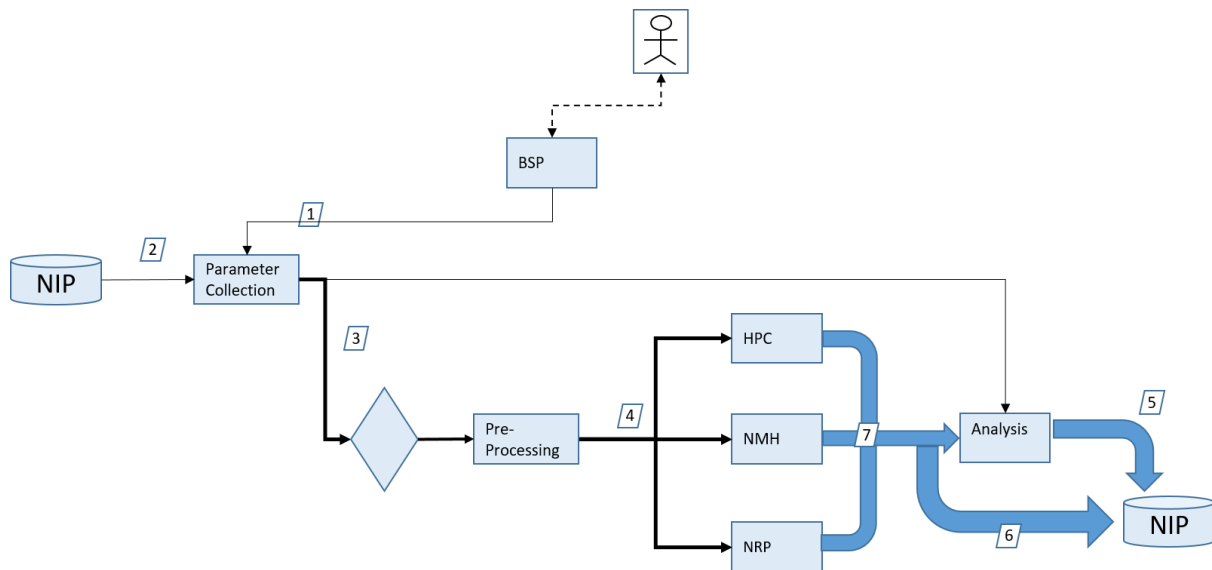 BSP
1
2
NIP
Parameter
Collection
3
HPC
4
Pre-
Processing
NMH
7
Analysis
5
NIP
6
NRP